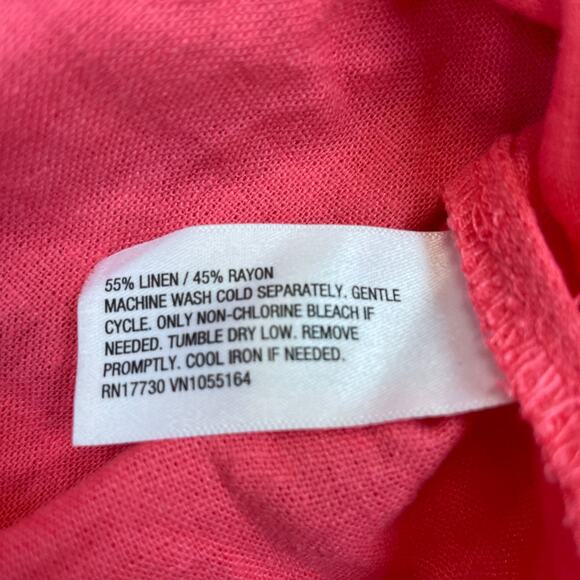 55% LINEN / 45% RAYON
MACHINE WASH COLD SEPARATELY. GENTLE
CYCLE. ONLY NON-CHLORINE BLEACH IF
NEEDED. TUMBLE DRY LOW. REMOVE
PROMPTLY. COOL IRON IF NEEDED.
RN17730 VN1055164